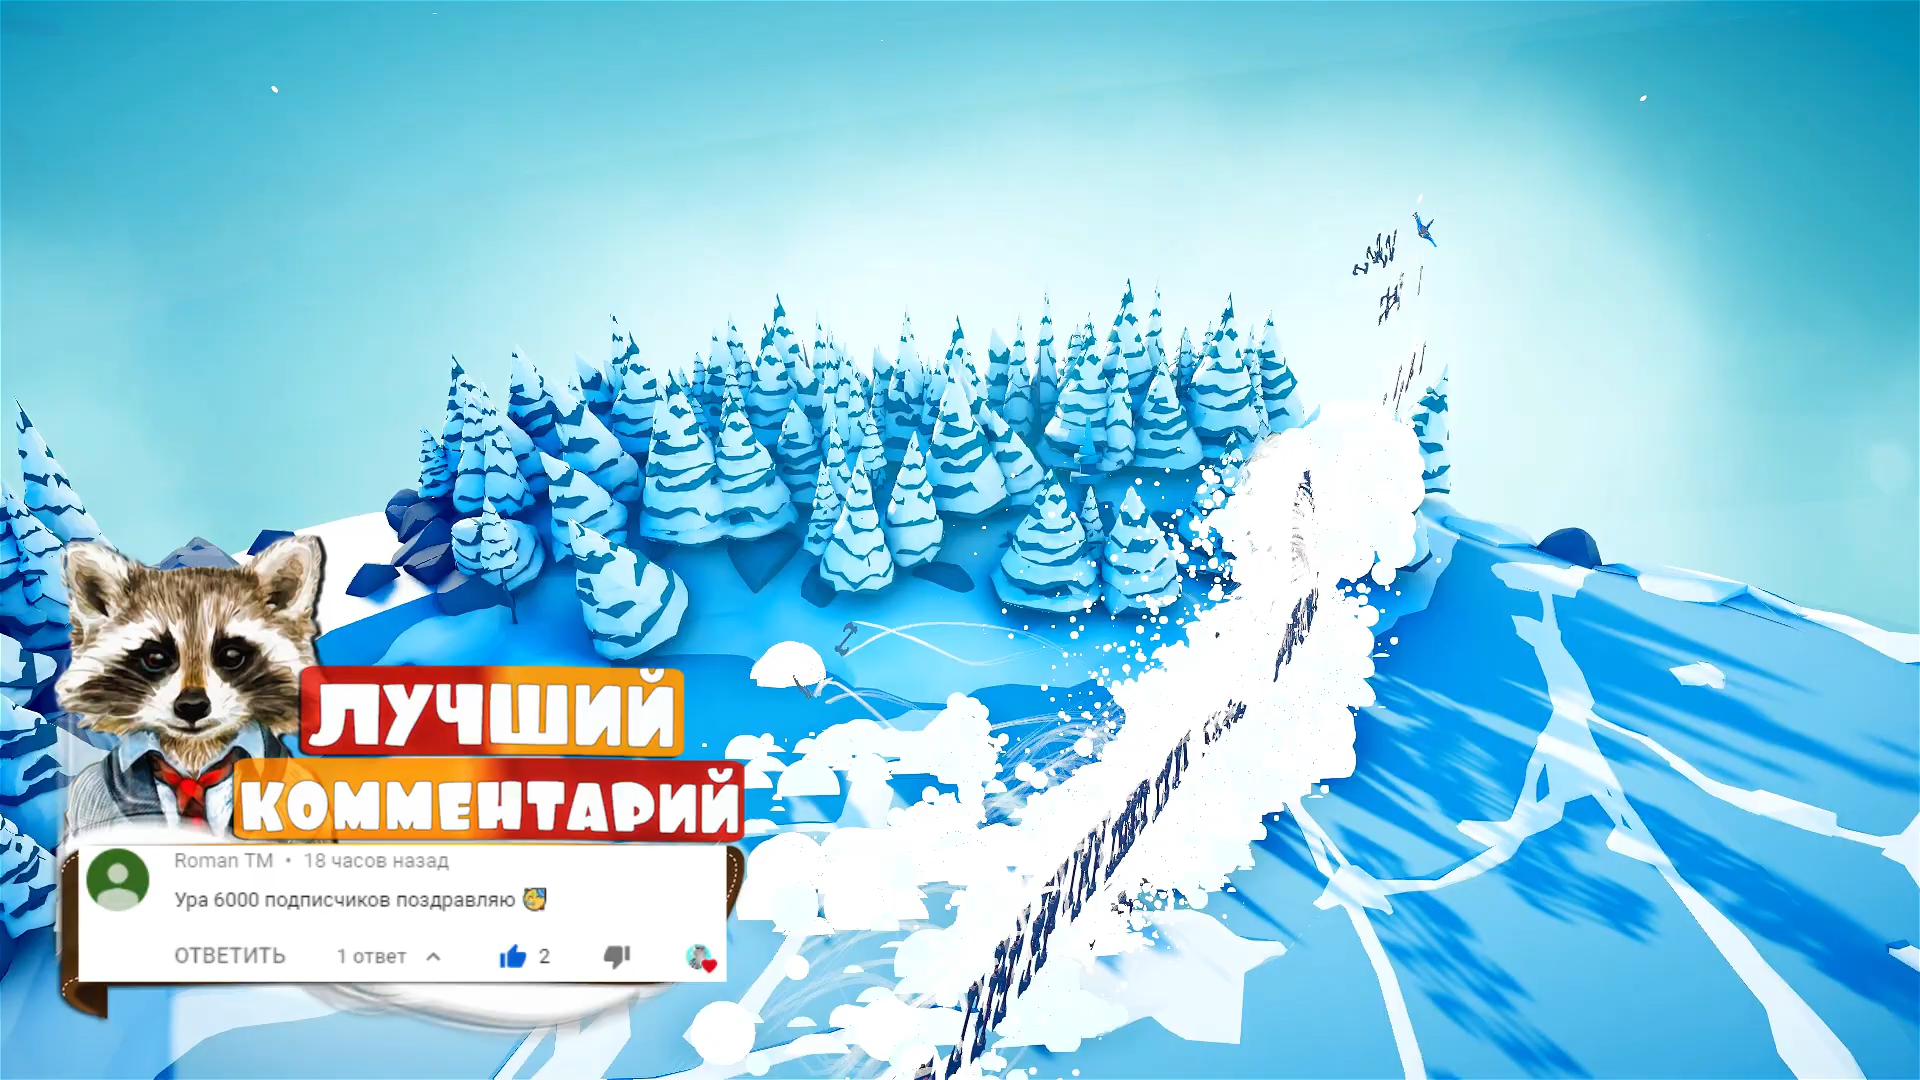 ЛУЧШИЙ
КОММЕНТАРИЙ
Roman TM • 18 часов назад
Ура 6000 подписчиков поздравляю 🥳
ОТВЕТИТЬ 1 ответ 2